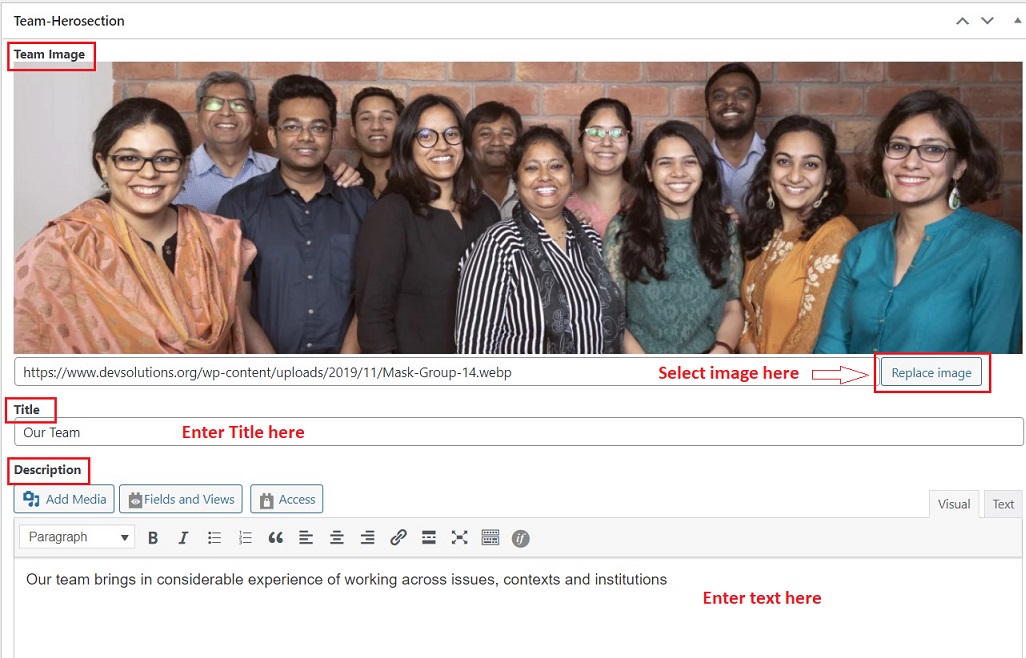 Team-Herosection
Team Image
https://www.devsolutions.org/wp-content/uploads/2019/11/Mask-Group-14.webp
Select image here
Replace image
Title
Our Team
Enter Title here
Description
Add Media
Fields and Views
Access
Visual
Text
Paragraph
B
I
if
Our team brings in considerable experience of working across issues, contexts and institutions
Enter text here